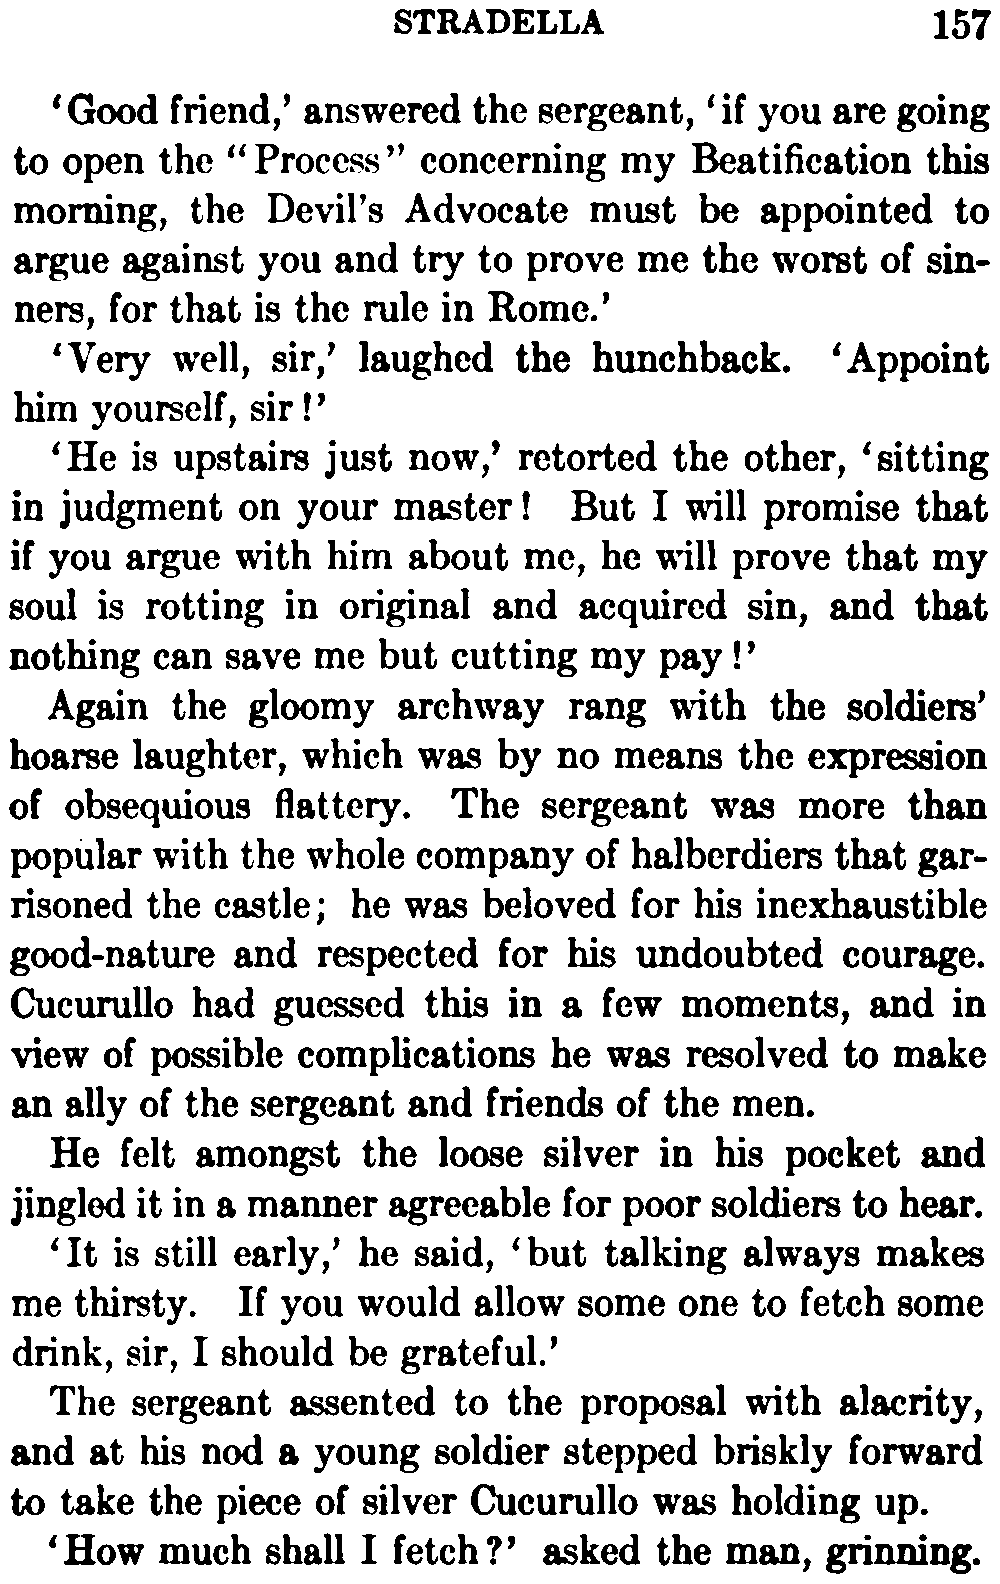 STRADELLA 157
‘Good friend,’ answered the sergeant, ‘if you are going
to open the “Process” concerning my Beatification this
morning, the Devil’s Advocate must be appointed to
argue against you and try to prove me the worst of sin-
ners, for that is the rule in Rome.’
‘Very well, sir,’ laughed the hunchback. ‘Appoint
him yourself, sir!’
‘He is upstairs just now,’ retorted the other, ‘sitting
in judgment on your master! But I will promise that
if you argue with him about me, he will prove that my
soul is rotting in original and acquired sin, and that
nothing can save me but cutting my pay!’
Again the gloomy archway rang with the soldiers’
hoarse laughter, which was by no means the expression
of obsequious flattery. The sergeant was more than
popular with the whole company of halberdiers that gar-
risoned the castle; he was beloved for his inexhaustible
good-nature and respected for his undoubted courage.
Cucurullo had guessed this in a few moments, and in
view of possible complications he was resolved to make
an ally of the sergeant and friends of the men.
He felt amongst the loose silver in his pocket and
jingled it in a manner agreeable for poor soldiers to hear.
‘It is still early,’ he said, ‘but talking always makes
me thirsty. If you would allow some one to fetch some
drink, sir, I should be grateful.’
The sergeant assented to the proposal with alacrity,
and at his nod a young soldier stepped briskly forward
to take the piece of silver Cucurullo was holding up.
‘How much shall I fetch?’ asked the man, grinning.